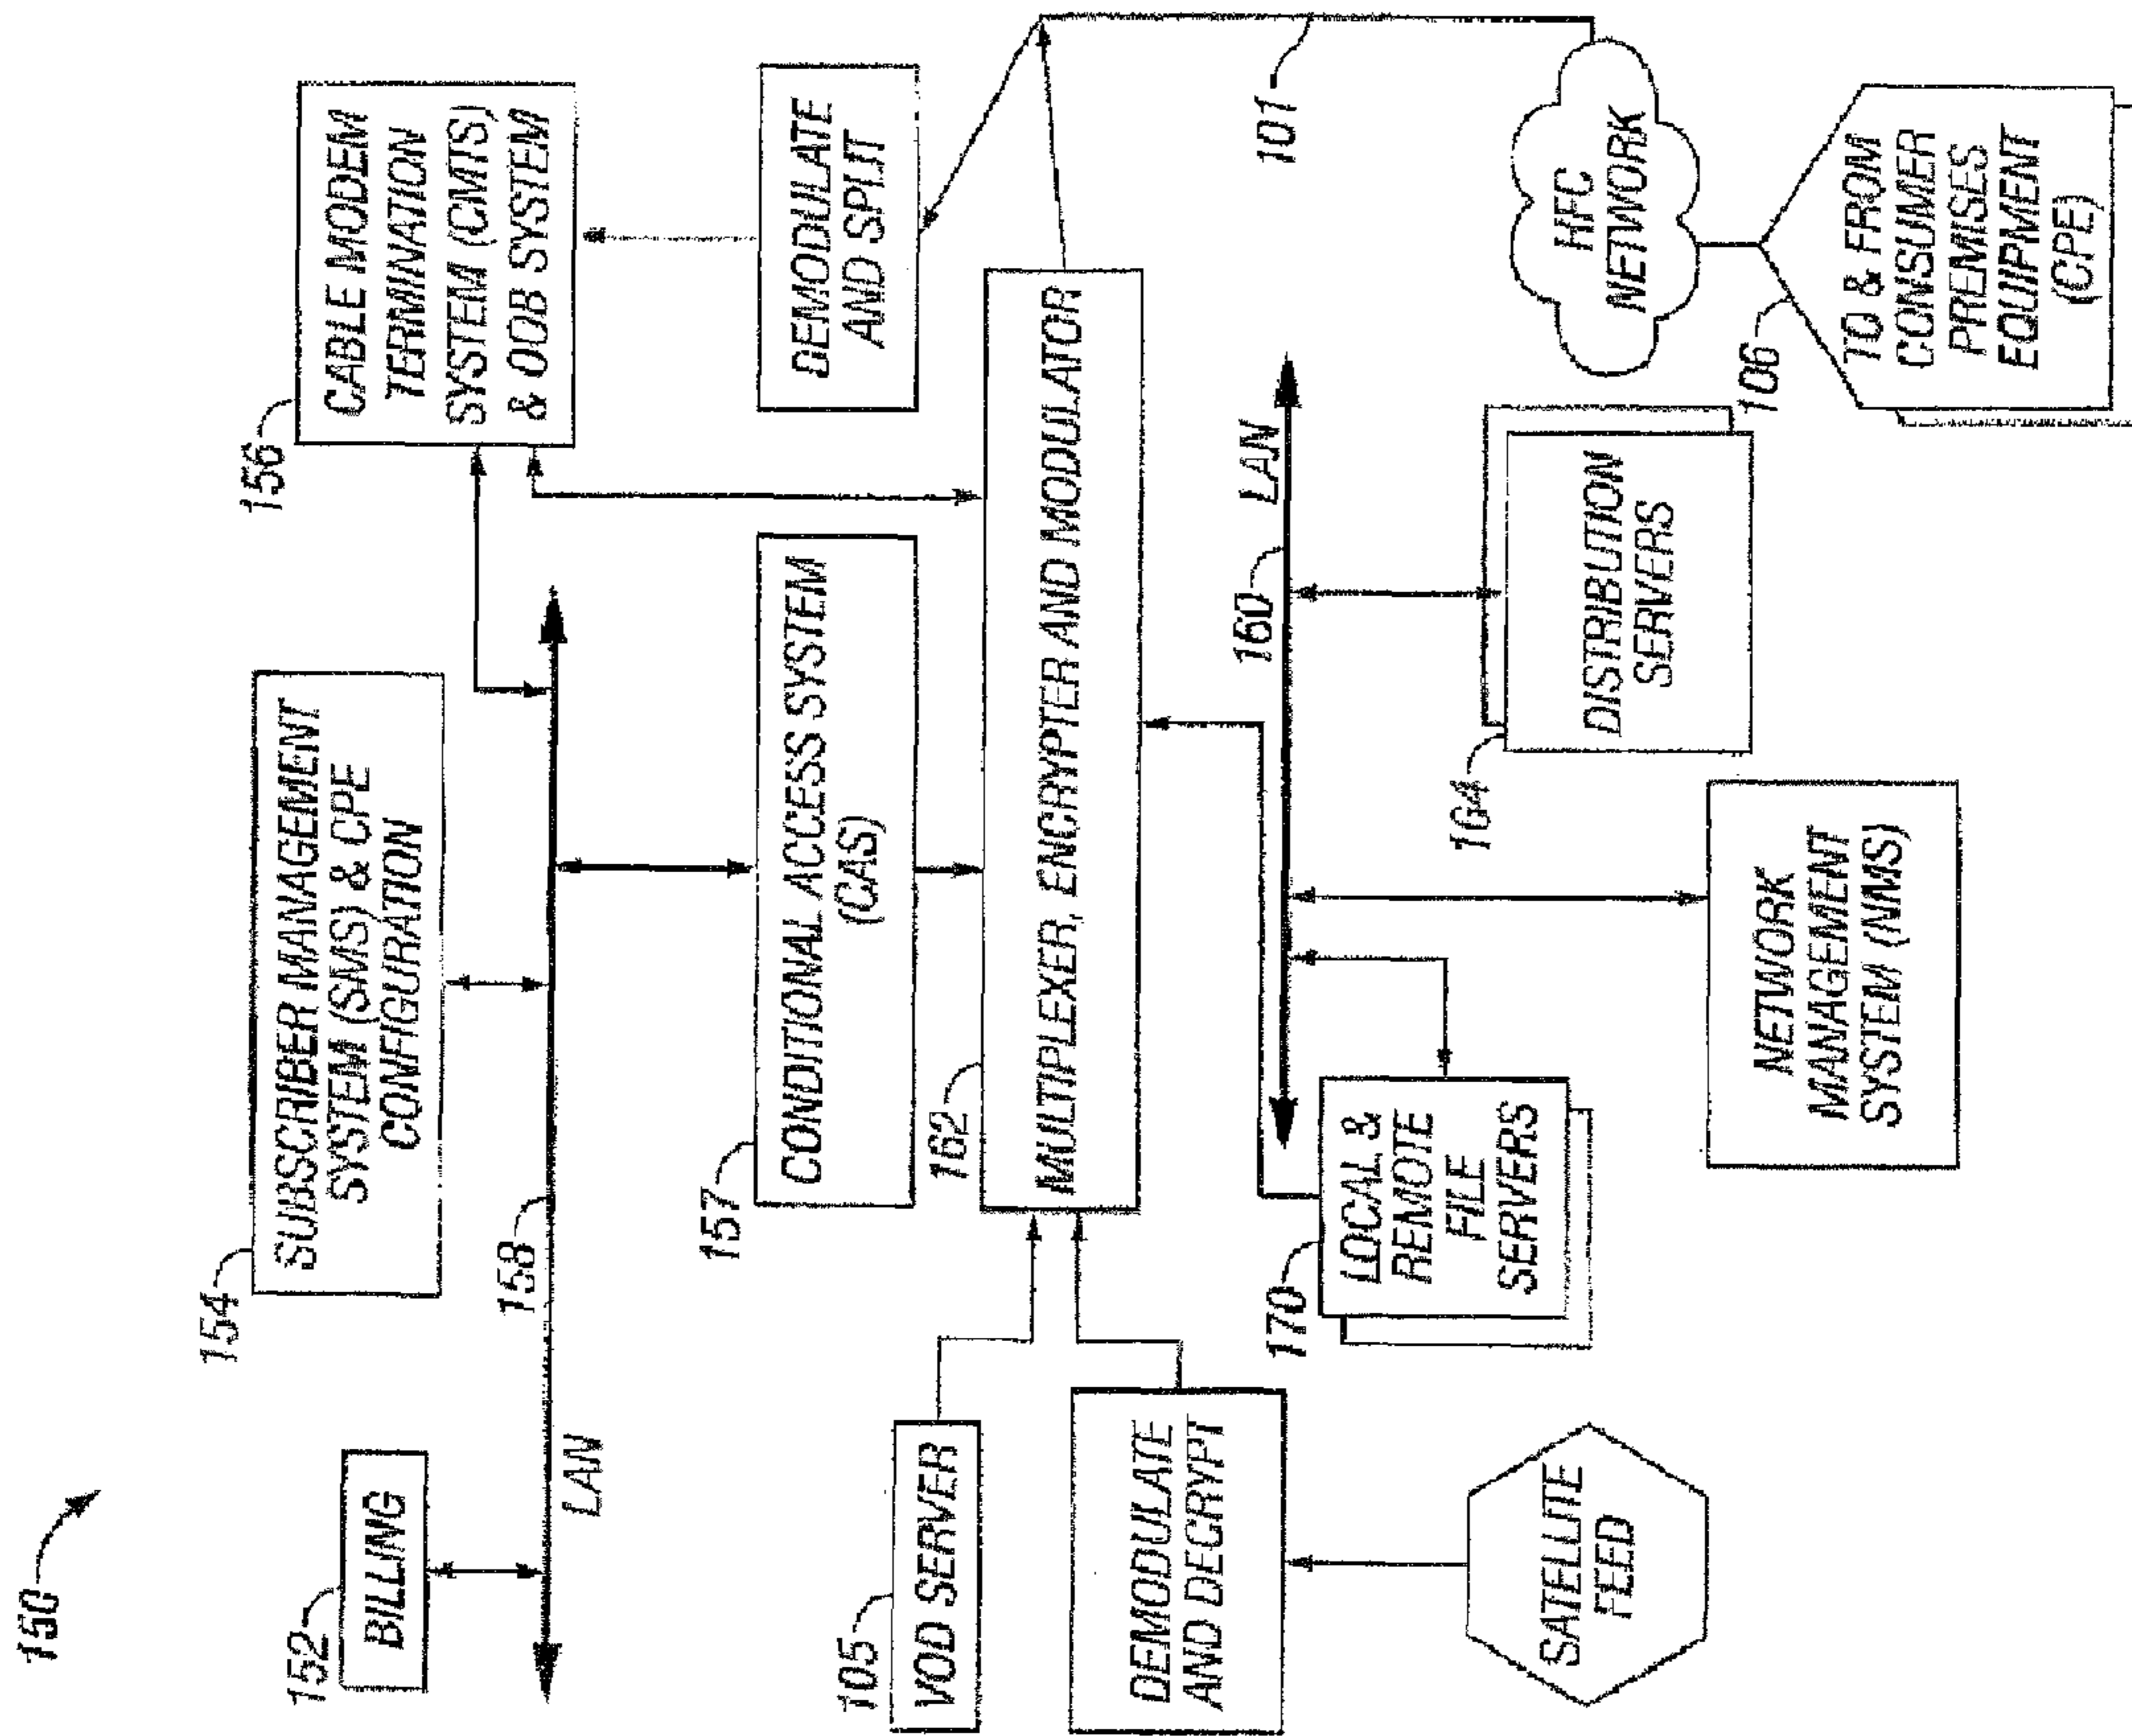 150
152
BILLING
154
SUBSCRIBER MANAGEMENT
SYSTEM (SMS) & CPE
CONFIGURATION
156
CABLE MODEM
TERMINATION
SYSTEM (CMTS)
& OOB SYSTEM
158
LAN
157
CONDITIONAL ACCESS SYSTEM
(CAS)
DEMODULATE
AND SPLIT
105
VOD SERVER
162
MULTIPLEXER, ENCRYPTER AND MODULATOR
DEMODULATE
AND DECRYPT
101
160
LAN
170
LOCAL &
REMOTE
FILE
SERVERS
164
DISTRIBUTION
SERVERS
HFC
NETWORK
SATELLITE
FEED
NETWORK
MANAGEMENT
SYSTEM (NMS)
106
TO & FROM
CONSUMER
PREMISES
EQUIPMENT
(CPE)